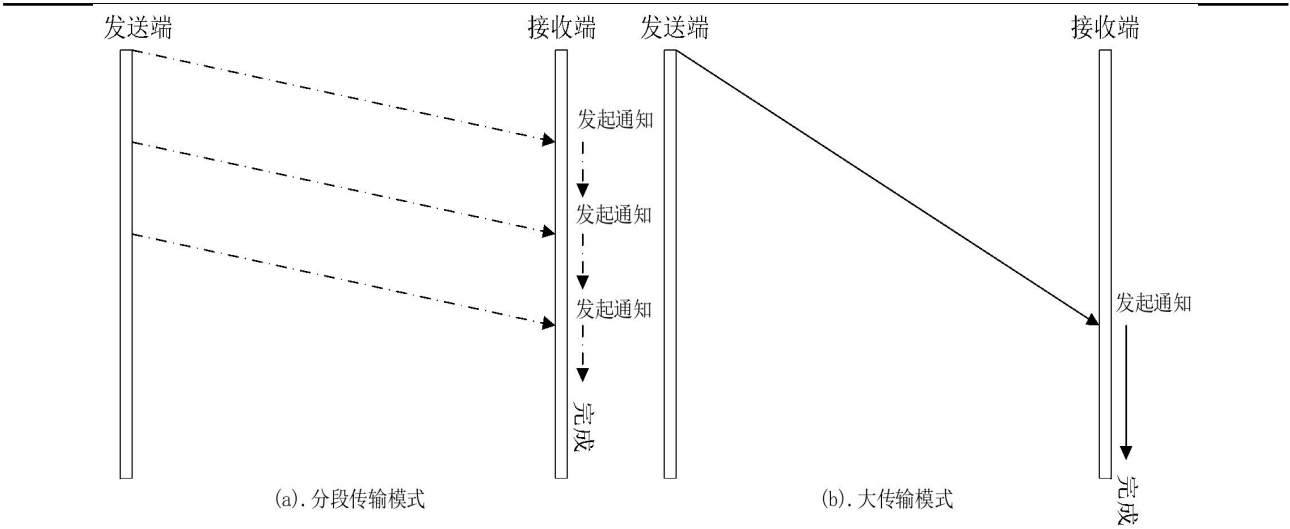 发送端
接收端
发起通知
发起通知
发起通知
完成
(a).分段传输模式
发送端
接收端
发起通知
完成
(b).大传输模式